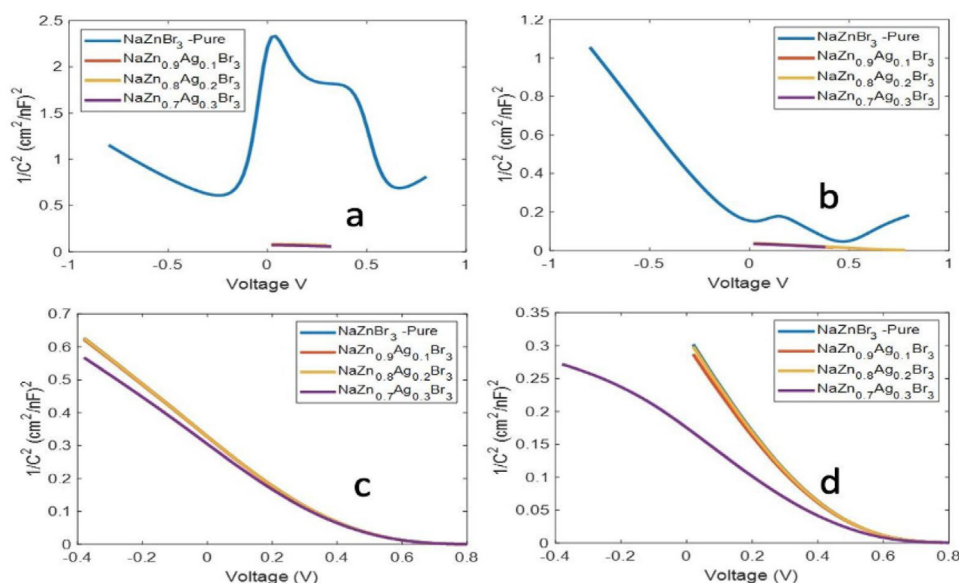 2.5
2
1.5
1
0.5
0
-1
-0.5
0
0.5
1
1/C² (cm²/nF)²
Voltage V
NaZnBr₃ -Pure
NaZn₀.₉Ag₀.₁Br₃
NaZn₀.₈Ag₀.₂Br₃
NaZn₀.₇Ag₀.₃Br₃
a
1.2
1
0.8
0.6
0.4
0.2
0
-1
-0.5
0
0.5
1
1/C² (cm²/nF)²
Voltage V
NaZnBr₃ -Pure
NaZn₀.₉Ag₀.₁Br₃
NaZn₀.₈Ag₀.₂Br₃
NaZn₀.₇Ag₀.₃Br₃
b
0.7
0.6
0.5
0.4
0.3
0.2
0.1
0
-0.4
-0.2
0
0.2
0.4
0.6
0.8
1/C² (cm²/nF)²
Voltage (V)
NaZnBr₃ -Pure
NaZn₀.₉Ag₀.₁Br₃
NaZn₀.₈Ag₀.₂Br₃
NaZn₀.₇Ag₀.₃Br₃
c
0.35
0.3
0.25
0.2
0.15
0.1
0.05
0
-0.4
-0.2
0
0.2
0.4
0.6
0.8
1/C² (cm²/nF)²
Voltage (V)
NaZnBr₃ -Pure
NaZn₀.₉Ag₀.₁Br₃
NaZn₀.₈Ag₀.₂Br₃
NaZn₀.₇Ag₀.₃Br₃
d